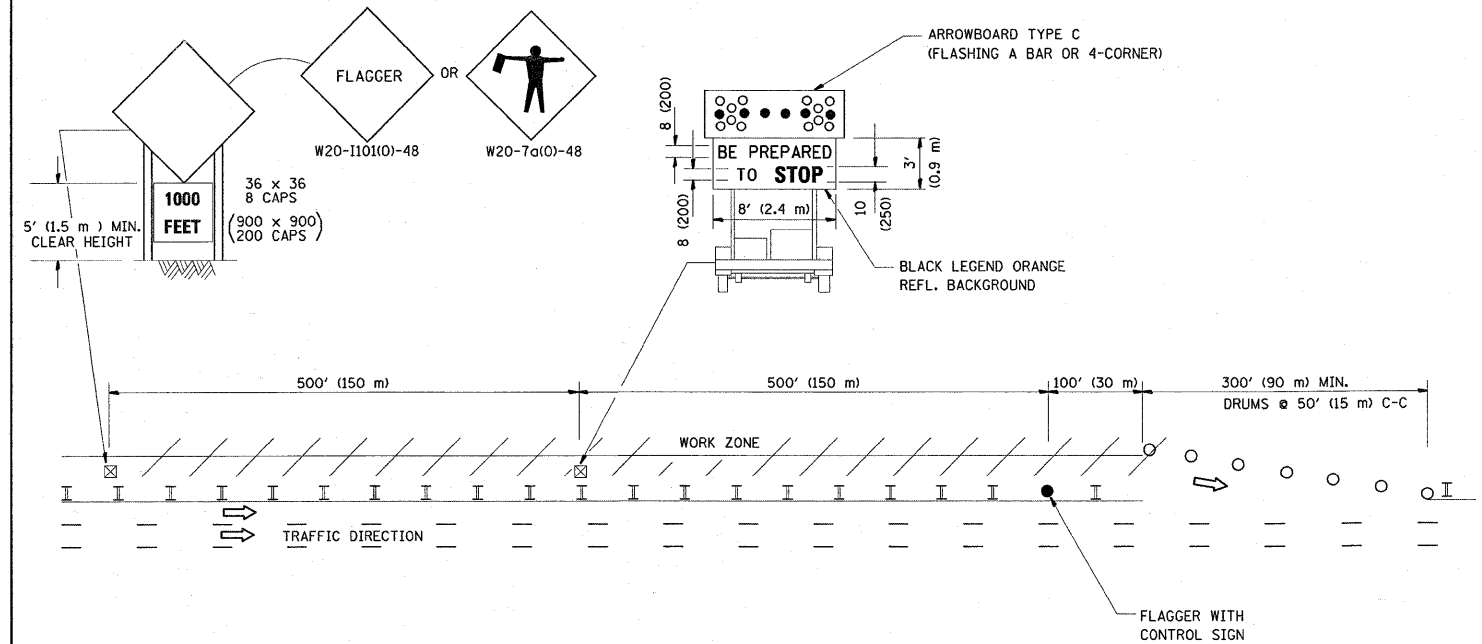 ARROWBOARD TYPE C
(FLASHING A BAR OR 4-CORNER)
FLAGGER
OR
W20-I101(O)-48
W20-7a(O)-48
8 (200)
BE PREPARED
TO STOP
3'
(0.9 m)
8 (200)
8' (2.4 m)
10
(250)
1000
FEET
36 x 36
8 CAPS
(900 x 900
200 CAPS)
5' (1.5 m ) MIN.
CLEAR HEIGHT
BLACK LEGEND ORANGE
REFL. BACKGROUND
500' (150 m)
500' (150 m)
100' (30 m)
300' (90 m) MIN.
DRUMS @ 50' (15 m) C-C
WORK ZONE
TRAFFIC DIRECTION
FLAGGER WITH
CONTROL SIGN